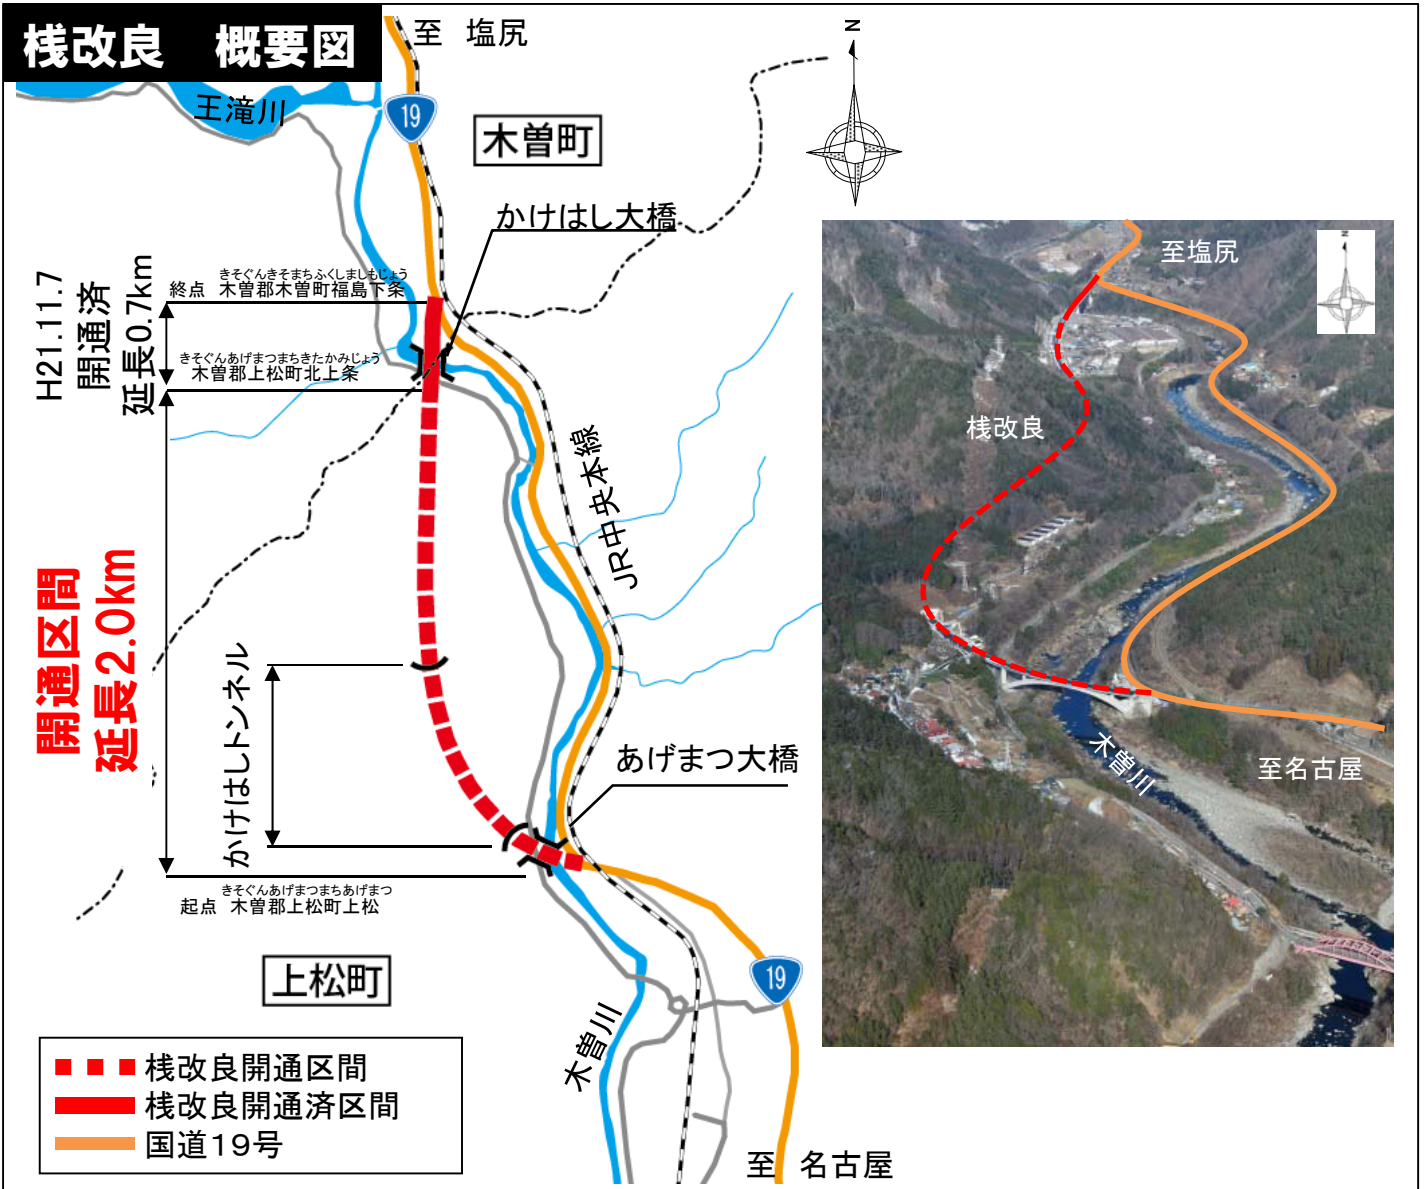 桟改良　概要図
至 塩尻
王滝川
19
木曽町
N
かけはし大橋
H21.11.7
開通済
延長0.7km
きそぐんきそまちふくしましもじょう
終点 木曽郡木曽町福島下条
きそぐんあげまつまちきたかみじょう
木曽郡上松町北上条
JR中央本線
開通区間
延長2.0km
かけはしトンネル
あげまつ大橋
きそぐんあげまつまちあげまつ
起点 木曽郡上松町上松
上松町
19
木曽川
至 名古屋
桟改良開通区間
桟改良開通済区間
国道19号
至塩尻
N
桟改良
木曽川
至名古屋